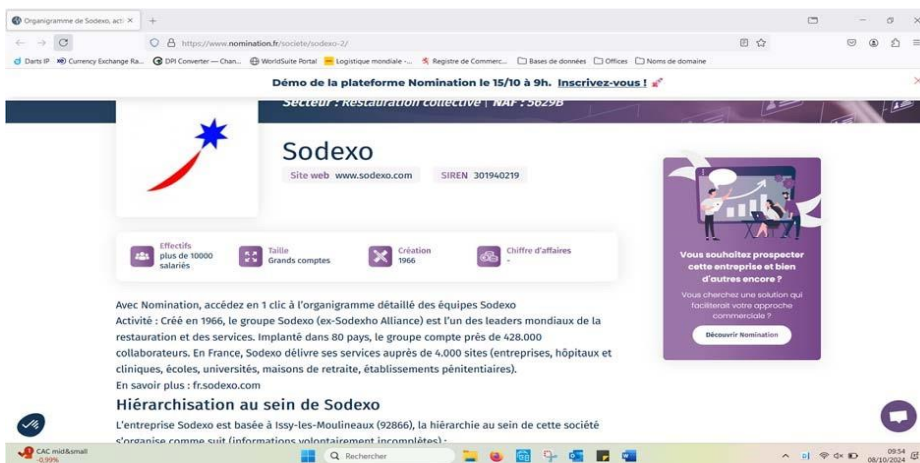 Organigramme de Sodexo, acti
https://www.nomination.fr/societe/sodexo-2/
Darts IP Currency Exchange Ra... DPI Converter — Chan... WorldSuite Portal Logistique mondiale -... Registre de Commerc... Bases de données Offices Noms de domaine
Démo de la plateforme Nomination le 15/10 à 9h. Inscrivez-vous !
Secteur : Restauration collective | NAF : 5629B
Sodexo
Site web www.sodexo.com SIREN 301940219
Effectifs
plus de 10000
salariés
Taille
Grands comptes
Création
1966
Chiffre d'affaires
-
Vous souhaitez prospecter
cette entreprise et bien
d'autres encore ?
Vous cherchez une solution qui
faciliterait votre approche
commerciale ?
Découvrir Nomination
Avec Nomination, accédez en 1 clic à l'organigramme détaillé des équipes Sodexo
Activité : Créé en 1966, le groupe Sodexo (ex-Sodexho Alliance) est l'un des leaders mondiaux de la
restauration et des services. Implanté dans 80 pays, le groupe compte près de 428.000
collaborateurs. En France, Sodexo délivre ses services auprès de 4.000 sites (entreprises, hôpitaux et
cliniques, écoles, universités, maisons de retraite, établissements pénitentiaires).
En savoir plus : fr.sodexo.com
Hiérarchisation au sein de Sodexo
L'entreprise Sodexo est basée à Issy-les-Moulineaux (92866), la hiérarchie au sein de cette société
s'organise comme suit (informations volontairement incomplètes) :
CAC mid&small
-0,99%
Rechercher
09:54
08/10/2024